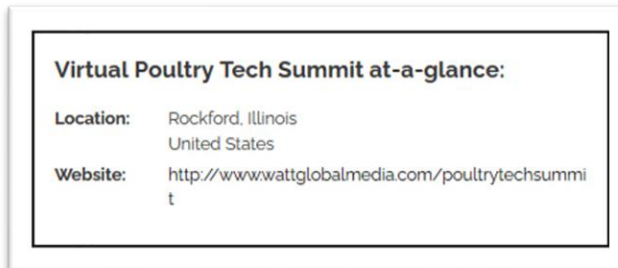 Virtual Poultry Tech Summit at-a-glance:
Location: Rockford, Illinois
United States
Website: http://www.wattglobalmedia.com/poultrytechsummi
t